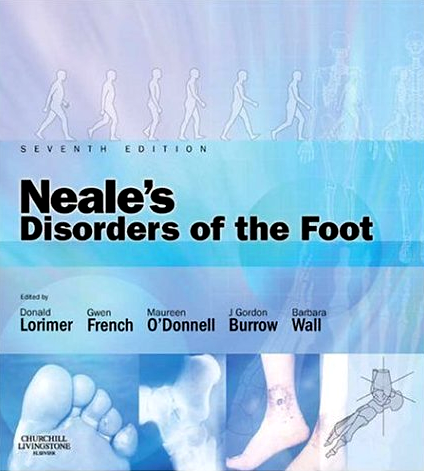 SEVENTH EDITION
Neale's
Disorders of the Foot
Edited by
Donald Gwen Maureen J Gordon Barbara
Lorimer French O'Donnell Burrow Wall
CHURCHILL
LIVINGSTONE
ELSEVIER